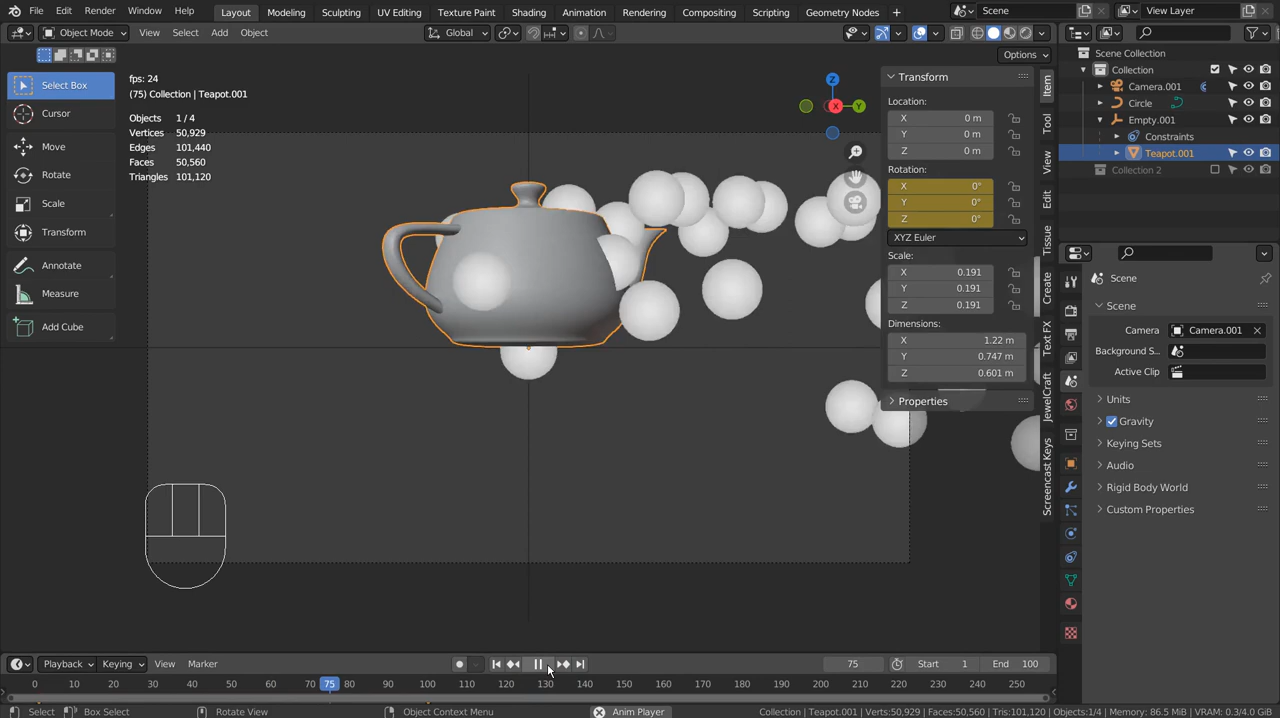 File Edit Render Window Help Layout Modeling Sculpting UV Editing Texture Paint Shading Animation Rendering Compositing Scripting Geometry Nodes + Scene View Layer
Object Mode View Select Add Object Global
Options
Select Box
Cursor
Move
Rotate
Scale
Transform
Annotate
Measure
Add Cube
fps: 24
(75) Collection | Teapot.001
Objects 1 / 4
Vertices 50,929
Edges 101,440
Faces 50,560
Triangles 101,120
Z
X
Y
Transform
Location:
X 0 m
Y 0 m
Z 0 m
Rotation:
X 0°
Y 0°
Z 0°
XYZ Euler
Scale:
X 0.191
Y 0.191
Z 0.191
Dimensions:
X 1.22 m
Y 0.747 m
Z 0.601 m
Properties
Item
Tool
View
Edit
Tissue
Create
Text FX
JewelCraft
Screencast Keys
Scene Collection
Collection
Camera.001
Circle
Empty.001
Constraints
Teapot.001
Collection 2
Scene
Scene
Camera Camera.001
Background S...
Active Clip
Units
Gravity
Keying Sets
Audio
Rigid Body World
Custom Properties
Playback Keying View Marker 75 Start 1 End 100
0 10 20 30 40 50 60 70 75 80 90 100 110 120 130 140 150 160 170 180 190 200 210 220 230 240 250
Select Box Select Rotate View Object Context Menu Anim Player Collection | Teapot.001 | Verts:50,929 | Faces:50,560 | Tris:101,120 | Objects:1/4 | Memory: 86.5 MiB | VRAM: 0.3/4.0 GiB